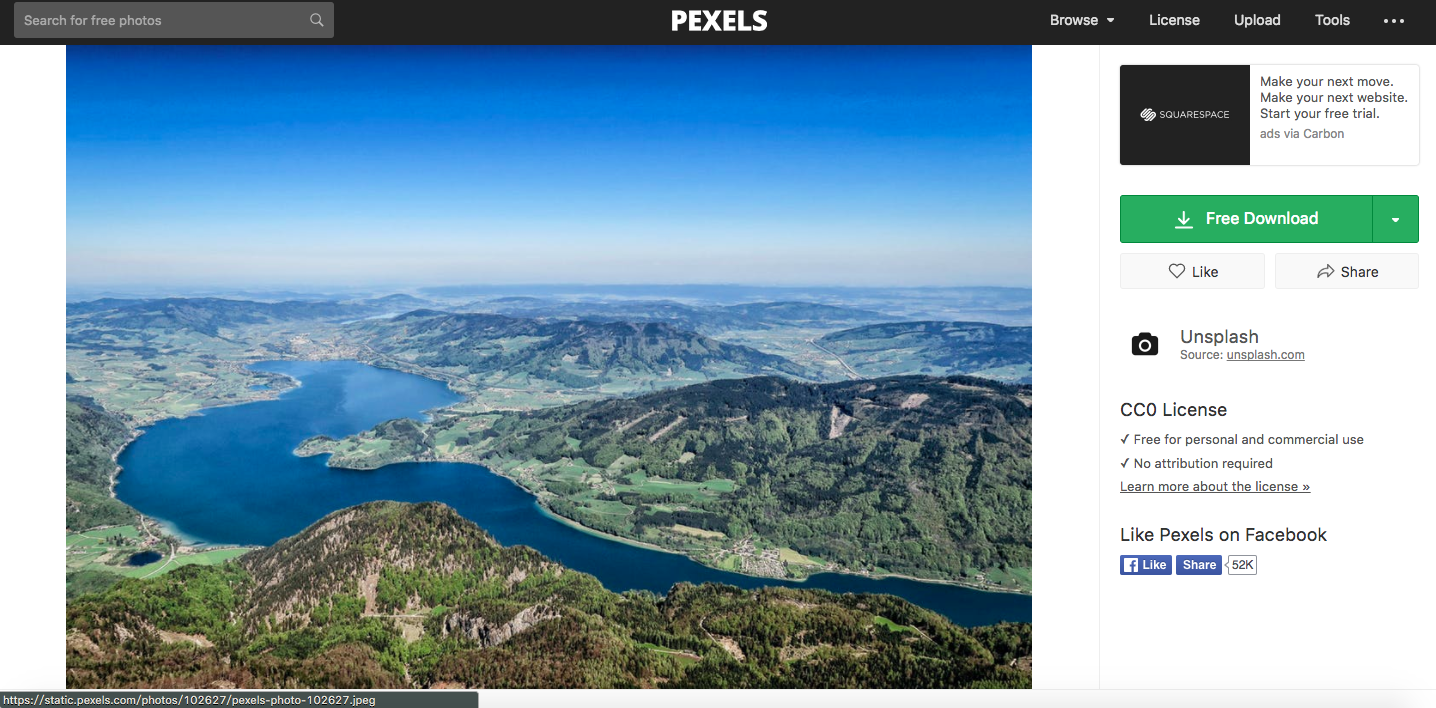 Search for free photos
PEXELS
Browse
License
Upload
Tools
SQUARESPACE
Make your next move.
Make your next website.
Start your free trial.
ads via Carbon
Free Download
Like
Share
Unsplash
Source: unsplash.com
CC0 License
✓ Free for personal and commercial use
✓ No attribution required
Learn more about the license »
Like Pexels on Facebook
Like
Share
52K
https://static.pexels.com/photos/102627/pexels-photo-102627.jpeg